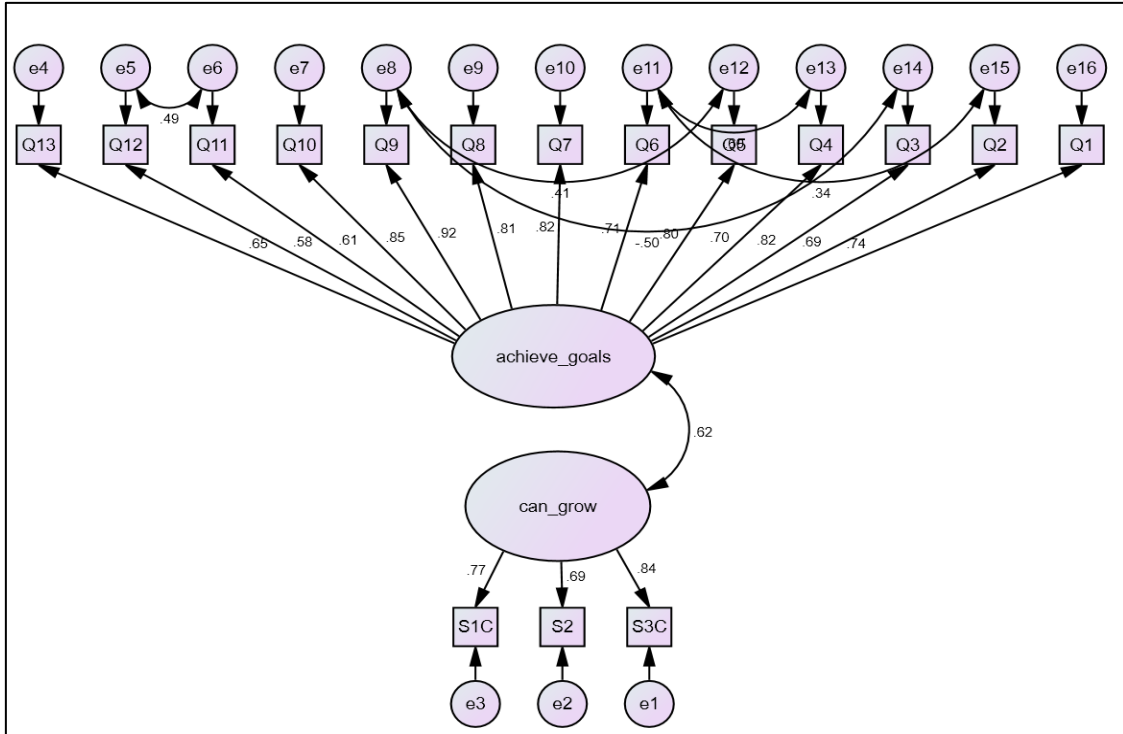 e4 e5 e6 e7 e8 e9 e10 e11 e12 e13 e14 e15 e16
.49
Q13 Q12 Q11 Q10 Q9 Q8 Q7 Q6 Q5 Q4 Q3 Q2 Q1
.41 .34
.65 .58 .61 .85 .92 .81 .82 .71 -.50 .80 .70 .82 .69 .74
achieve_goals
.62
can_grow
.77 .69 .84
S1C S2 S3C
e3 e2 e1